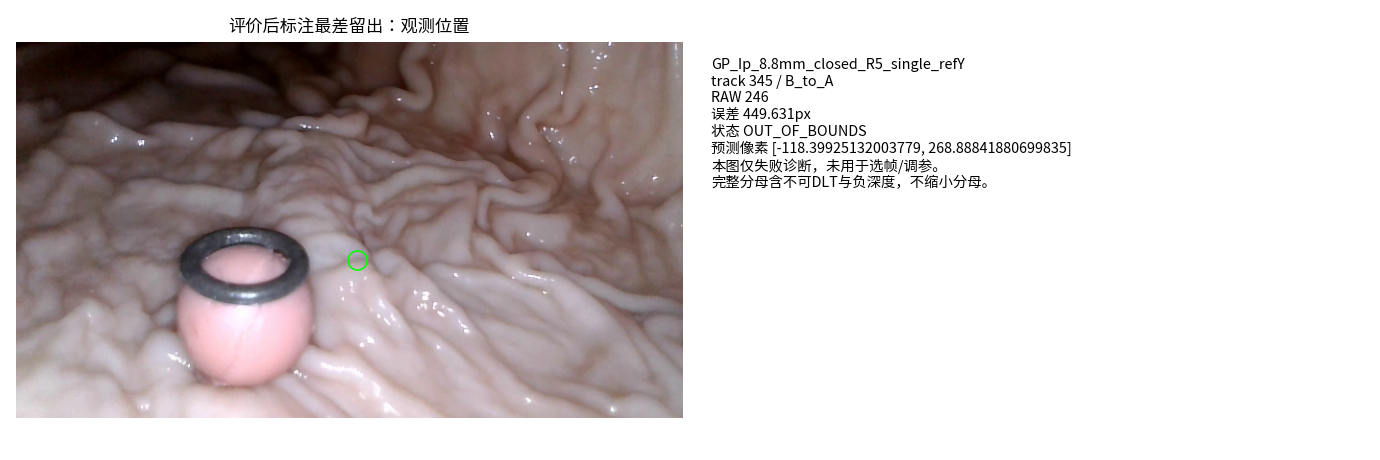 评价后标注最差留出：观测位置
GP_Ip_8.8mm_closed_R5_single_refY
track 345 / B_to_A
RAW 246
误差 449.631px
状态 OUT_OF_BOUNDS
预测像素 [-118.39925132003779, 268.88841880699835]
本图仅失败诊断，未用于选帧/调参。
完整分母含不可DLT与负深度，不缩小分母。